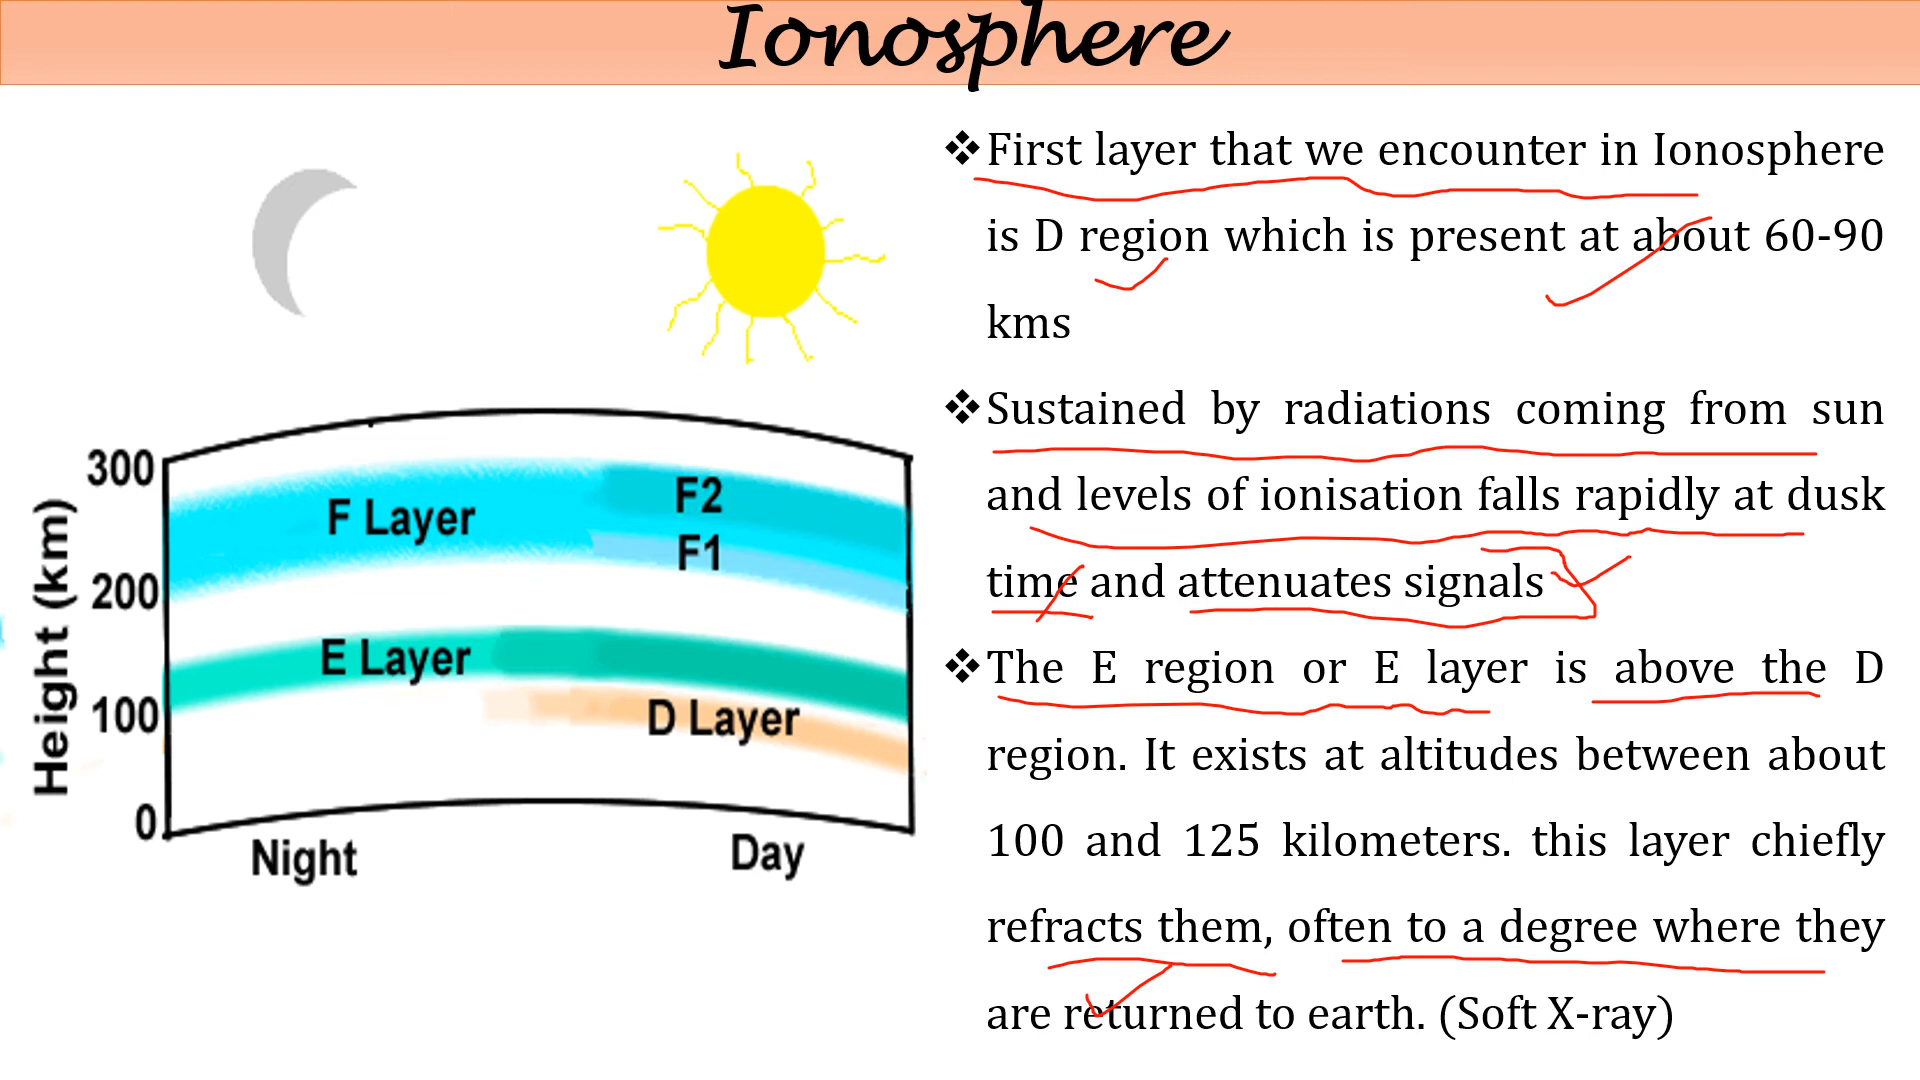 Ionosphere
❖First layer that we encounter in Ionosphere
is D region which is present at about 60-90
kms
❖Sustained by radiations coming from sun
and levels of ionisation falls rapidly at dusk
time and attenuates signals
❖The E region or E layer is above the D
region. It exists at altitudes between about
100 and 125 kilometers. this layer chiefly
refracts them, often to a degree where they
are returned to earth. (Soft X-ray)
Height (km)
300
200
100
0
F Layer
F2
F1
E Layer
D Layer
Night
Day